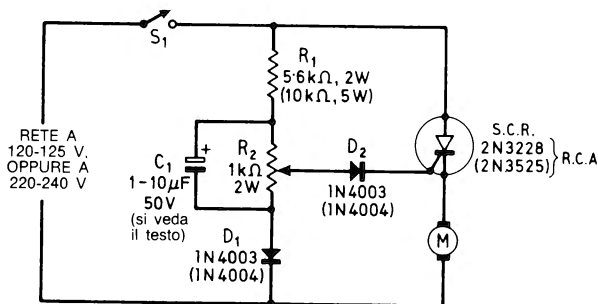 S1
R1
5·6kΩ, 2W
(10kΩ, 5W)
RETE A
120-125 V,
OPPURE A
220-240 V
C1
1-10µF
50V
(si veda
il testo)
+
R2
1kΩ
2W
D2
1N4003
(1N4004)
S.C.R.
2N3228
(2N3525)
R.C.A
D1
1N4003
(1N4004)
M